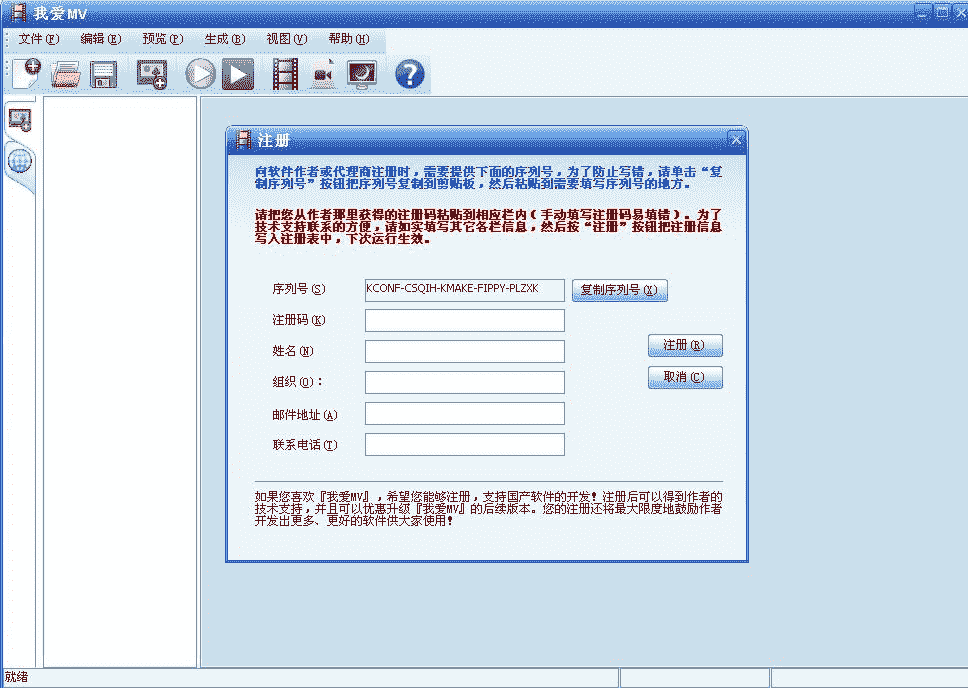 我爱MV
文件(F) 编辑(E) 预览(P) 生成(B) 视图(V) 帮助(H)
注册
向软件作者或代理商注册时，需要提供下面的序列号，为了防止写错，请单击“复
制序列号”按钮把序列号复制到剪贴板，然后粘贴到需要填写序列号的地方。
请把您从作者那里获得的注册码粘贴到相应栏内（手动填写注册码易填错）。为了
技术支持联系的方便，请如实填写其它各栏信息，然后按“注册”按钮把注册信息
写入注册表中，下次运行生效。
序列号(S) KCONF-CSQIH-KMAKE-FIPPY-PLZXK 复制序列号(X)
注册码(K)
姓名(N) 注册(R)
组织(O)： 取消(C)
邮件地址(A)
联系电话(T)
如果您喜欢『我爱MV』，希望您能够注册，支持国产软件的开发！注册后可以得到作者的
技术支持，并且可以优惠升级『我爱MV』的后续版本。您的注册还将最大限度地鼓励作者
开发出更多、更好的软件供大家使用！
就绪